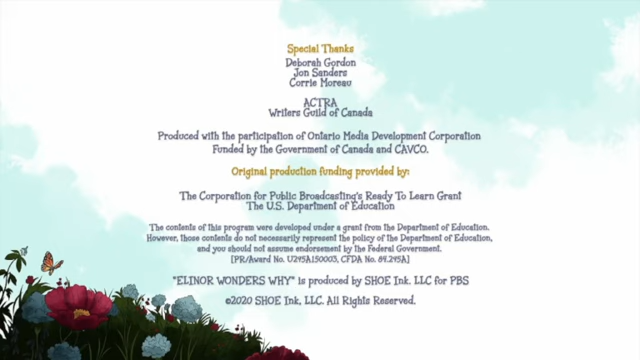 Special Thanks
Deborah Gordon
Jon Sanders
Corrie Moreau
ACTRA
Writers Guild of Canada
Produced with the participation of Ontario Media Development Corporation
Funded by the Government of Canada and CAVCO.
Original production funding provided by:
The Corporation for Public Broadcasting's Ready To Learn Grant
The U.S. Department of Education
The contents of this program were developed under a grant from the Department of Education.
However, those contents do not necessarily represent the policy of the Department of Education,
and you should not assume endorsement by the Federal Government.
[PR/Award No. U295A150003, CFDA No. 84.295A]
"ELINOR WONDERS WHY" is produced by SHOE Ink. LLC for PBS
©2020 SHOE Ink, LLC. All Rights Reserved.